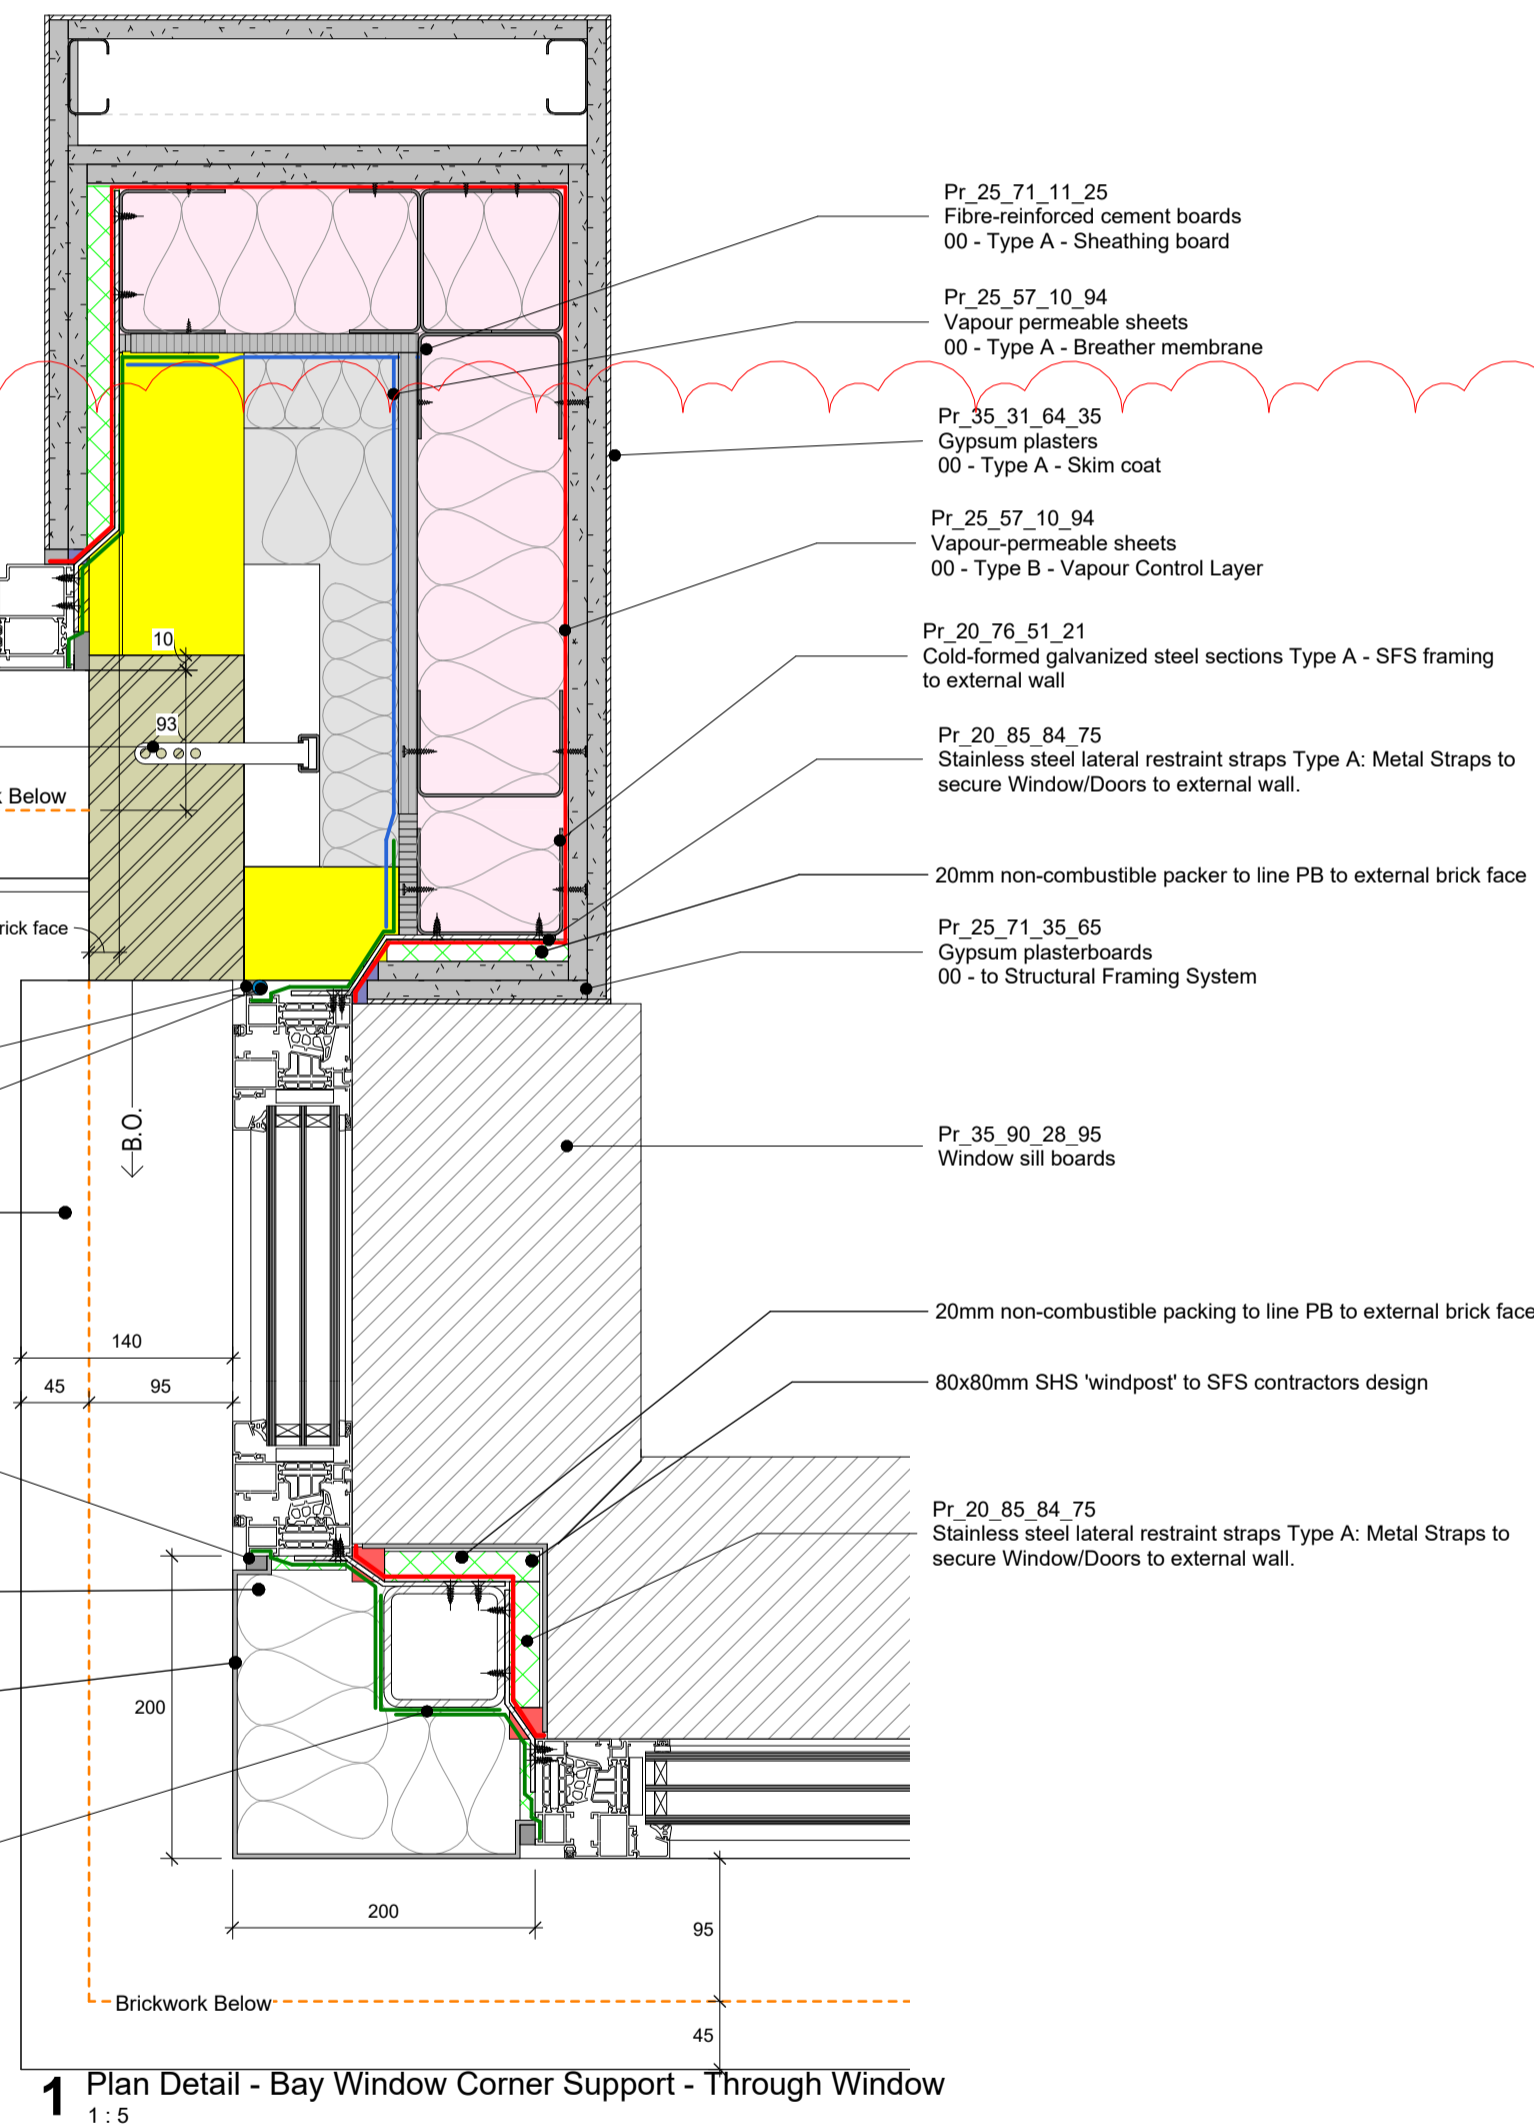 Pr_25_71_11_25
Fibre-reinforced cement boards
00 - Type A - Sheathing board
Pr_25_57_10_94
Vapour permeable sheets
00 - Type A - Breather membrane
Pr_35_31_64_35
Gypsum plasters
00 - Type A - Skim coat
Pr_25_57_10_94
Vapour-permeable sheets
00 - Type B - Vapour Control Layer
Pr_20_76_51_21
Cold-formed galvanized steel sections Type A - SFS framing
to external wall
10
93
Pr_20_85_84_75
Stainless steel lateral restraint straps Type A: Metal Straps to
secure Window/Doors to external wall.
k Below
20mm non-combustible packer to line PB to external brick face
rick face
Pr_25_71_35_65
Gypsum plasterboards
00 - to Structural Framing System
B.O.
Pr_35_90_28_95
Window sill boards
20mm non-combustible packing to line PB to external brick face
140
45
95
80x80mm SHS 'windpost' to SFS contractors design
Pr_20_85_84_75
Stainless steel lateral restraint straps Type A: Metal Straps to
secure Window/Doors to external wall.
200
200
95
Brickwork Below
45
1 Plan Detail - Bay Window Corner Support - Through Window
1 : 5